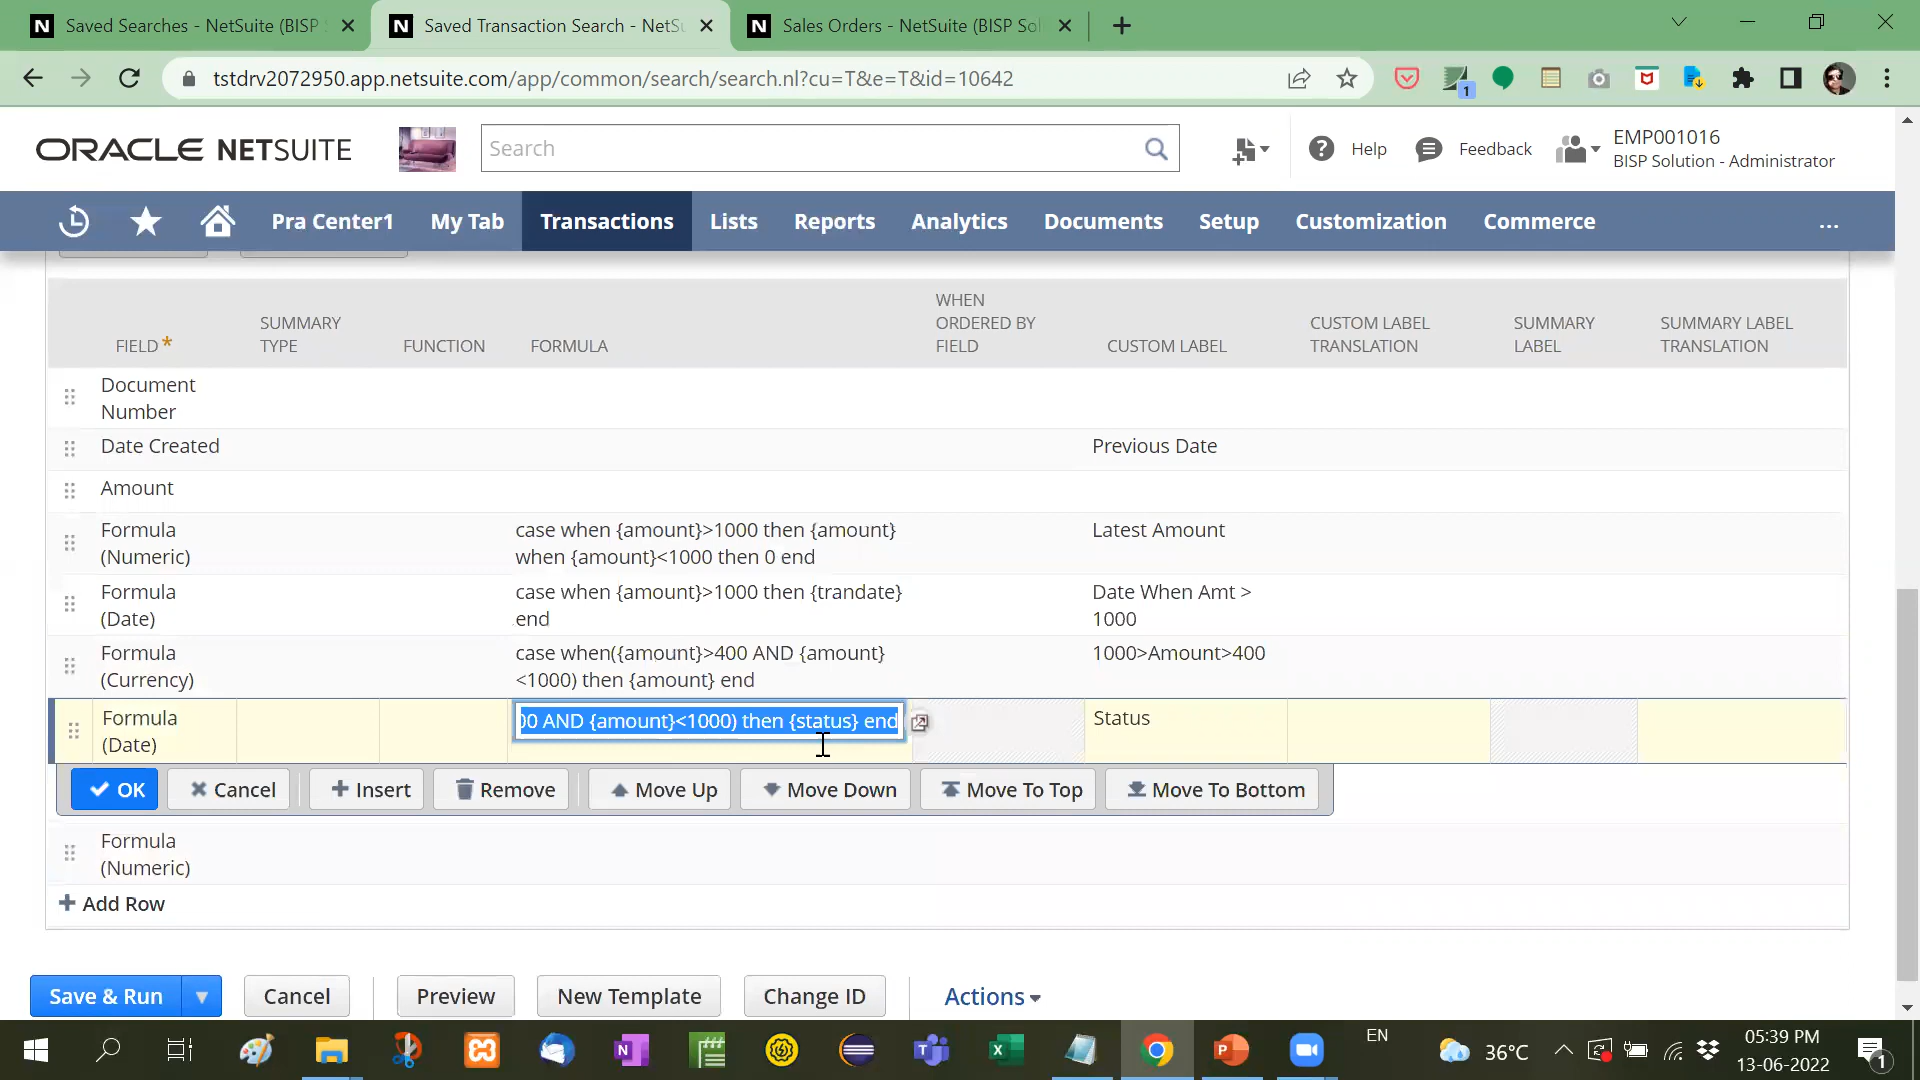 Saved Searches - NetSuite (BISP
Saved Transaction Search - NetSu
Sales Orders - NetSuite (BISP Sol
tstdrv2072950.app.netsuite.com/app/common/search/search.nl?cu=T&e=T&id=10642
1
ORACLE NETSUITE
Search
Help
Feedback
EMP001016
BISP Solution - Administrator
Pra Center1
My Tab
Transactions
Lists
Reports
Analytics
Documents
Setup
Customization
Commerce
...
FIELD*
SUMMARY
TYPE
FUNCTION
FORMULA
WHEN
ORDERED BY
FIELD
CUSTOM LABEL
CUSTOM LABEL
TRANSLATION
SUMMARY
LABEL
SUMMARY LABEL
TRANSLATION
Document
Number
Date Created
Previous Date
Amount
Formula
(Numeric)
case when {amount}>1000 then {amount}
when {amount}<1000 then 0 end
Latest Amount
Formula
(Date)
case when {amount}>1000 then {trandate}
end
Date When Amt >
1000
Formula
(Currency)
case when({amount}>400 AND {amount}
<1000) then {amount} end
1000>Amount>400
Formula
(Date)
00 AND {amount}<1000) then {status} end
Status
OK
Cancel
Insert
Remove
Move Up
Move Down
Move To Top
Move To Bottom
Formula
(Numeric)
+ Add Row
Save & Run
Cancel
Preview
New Template
Change ID
Actions
EN
36°C
05:39 PM
13-06-2022
1